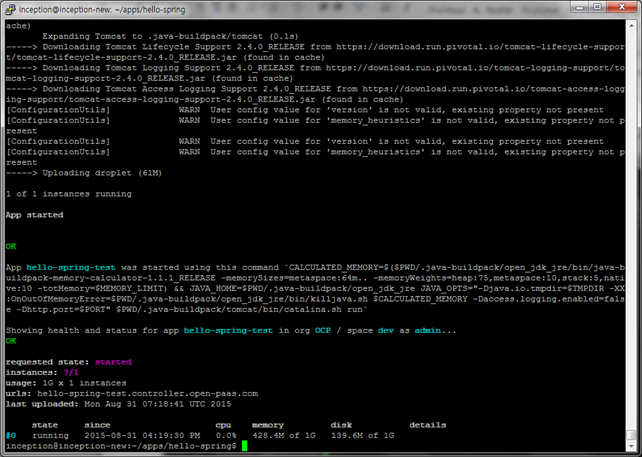 inception@inception-new: ~/apps/hello-spring
ache)
Expanding Tomcat to .java-buildpack/tomcat (0.1s)
-----> Downloading Tomcat Lifecycle Support 2.4.0_RELEASE from https://download.run.pivotal.io/tomcat-lifecycle-suppor
t/tomcat-lifecycle-support-2.4.0_RELEASE.jar (found in cache)
-----> Downloading Tomcat Logging Support 2.4.0_RELEASE from https://download.run.pivotal.io/tomcat-logging-support/to
mcat-logging-support-2.4.0_RELEASE.jar (found in cache)
-----> Downloading Tomcat Access Logging Support 2.4.0_RELEASE from https://download.run.pivotal.io/tomcat-access-logg
ing-support/tomcat-access-logging-support-2.4.0_RELEASE.jar (found in cache)
[ConfigurationUtils] WARN User config value for 'version' is not valid, existing property not present
[ConfigurationUtils] WARN User config value for 'memory_heuristics' is not valid, existing property not p
resent
[ConfigurationUtils] WARN User config value for 'version' is not valid, existing property not present
[ConfigurationUtils] WARN User config value for 'memory_heuristics' is not valid, existing property not p
resent
-----> Uploading droplet (61M)
1 of 1 instances running
App started
OK
App hello-spring-test was started using this command `CALCULATED_MEMORY=$($PWD/.java-buildpack/open_jdk_jre/bin/java-b
uildpack-memory-calculator-1.1.1_RELEASE -memorySizes=metaspace:64m.. -memoryWeights=heap:75,metaspace:10,stack:5,nati
ve:10 -totMemory=$MEMORY_LIMIT) && JAVA_HOME=$PWD/.java-buildpack/open_jdk_jre JAVA_OPTS="-Djava.io.tmpdir=$TMPDIR -XX
:OnOutOfMemoryError=$PWD/.java-buildpack/open_jdk_jre/bin/killjava.sh $CALCULATED_MEMORY -Daccess.logging.enabled=fals
e -Dhttp.port=$PORT" $PWD/.java-buildpack/tomcat/bin/catalina.sh run`
Showing health and status for app hello-spring-test in org OCP / space dev as admin...
OK
requested state: started
instances: ?/1
usage: 1G x 1 instances
urls: hello-spring-test.controller.open-paas.com
last uploaded: Mon Aug 31 07:18:41 UTC 2015
state since cpu memory disk details
#0 running 2015-08-31 04:19:30 PM 0.0% 428.4M of 1G 139.6M of 1G
inception@inception-new:~/apps/hello-spring$